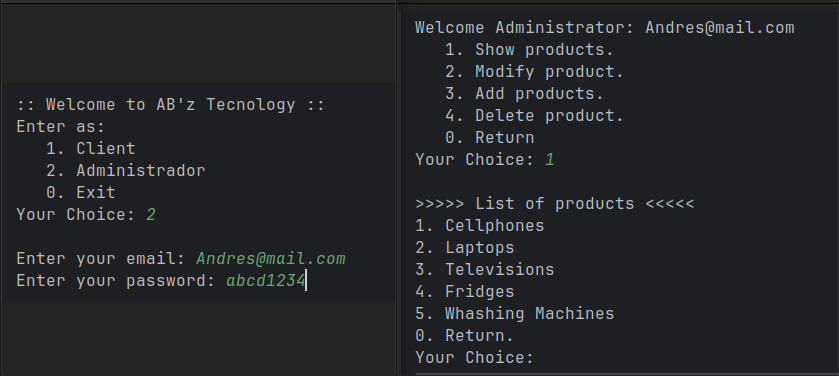 :: Welcome to AB'z Tecnology ::
Enter as:
1. Client
2. Administrador
0. Exit
Your Choice: 2
Enter your email: Andres@mail.com
Enter your password: abcd1234
Welcome Administrator: Andres@mail.com
1. Show products.
2. Modify product.
3. Add products.
4. Delete product.
0. Return
Your Choice: 1
>>>>> List of products <<<<<
1. Cellphones
2. Laptops
3. Televisions
4. Fridges
5. Whashing Machines
0. Return.
Your Choice: